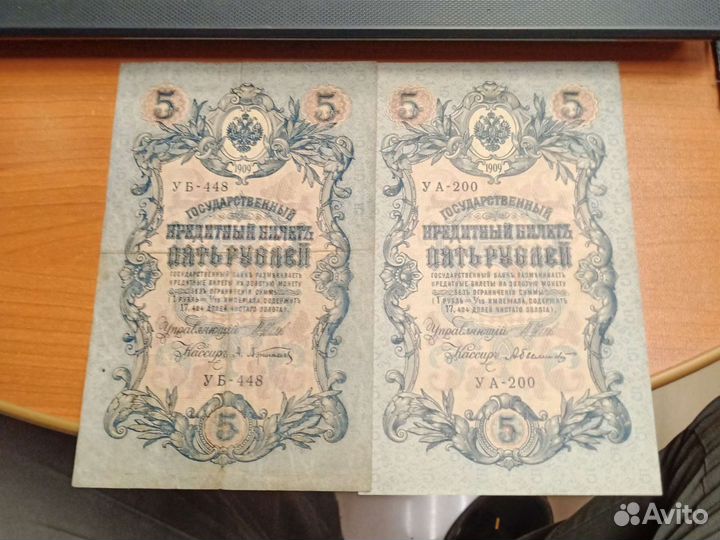 5 5
1909
УБ-448
ГОСУДАРСТВЕННЫЙ
КРЕДИТНЫЙ БИЛЕТЪ
ПЯТЬ РУБЛЕЙ
ГОСУДАРСТВЕННЫЙ БАНКЪ РАЗМѢНИВАЕТЪ
КРЕДИТНЫЕ БИЛЕТЫ НА ЗОЛОТУЮ МОНЕТУ
БЕЗЪ ОГРАНИЧЕНІЯ СУММЫ
(1 РУБЛЬ = 1/15 ИМПЕРІАЛА, СОДЕРЖИТЪ
17,424 ДОЛЕЙ ЧИСТАГО ЗОЛОТА)
Управляющій
Кассиръ
УБ-448
5
5 5
1909
УА-200
ГОСУДАРСТВЕННЫЙ
КРЕДИТНЫЙ БИЛЕТЪ
ПЯТЬ РУБЛЕЙ
ГОСУДАРСТВЕННЫЙ БАНКЪ РАЗМѢНИВАЕТЪ
КРЕДИТНЫЕ БИЛЕТЫ НА ЗОЛОТУЮ МОНЕТУ
БЕЗЪ ОГРАНИЧЕНІЯ СУММЫ
(1 РУБЛЬ = 1/15 ИМПЕРІАЛА, СОДЕРЖИТЪ
17,424 ДОЛЕЙ ЧИСТАГО ЗОЛОТА)
Управляющій
Кассиръ
УА-200
5
Avito